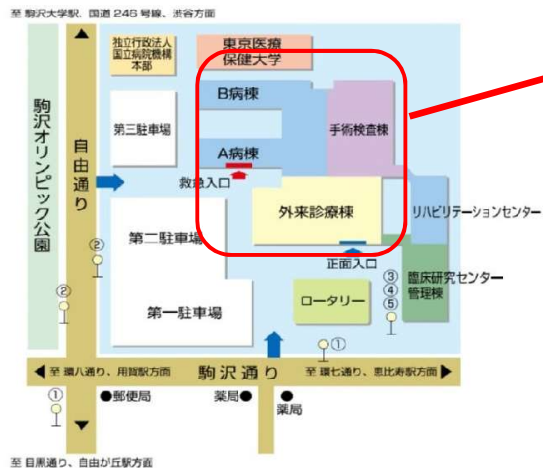 至 駒沢大学駅、国道 246 号線、渋谷方面
独立行政法人
国立病院機構
本部
東京医療
保健大学
B病棟
手術検査棟
第三駐車場
A病棟
救急入口
駒沢オリンピック公園
自由通り
外来診療棟
リハビリテーションセンター
第二駐車場
正面入口
②
②
③
④
⑤
臨床研究センター
管理棟
ロータリー
第一駐車場
①
至 環八通り、用賀駅方面
駒沢通り
至 環七通り、恵比寿駅方面
①
郵便局
薬局
薬局
至 目黒通り、自由が丘駅方面